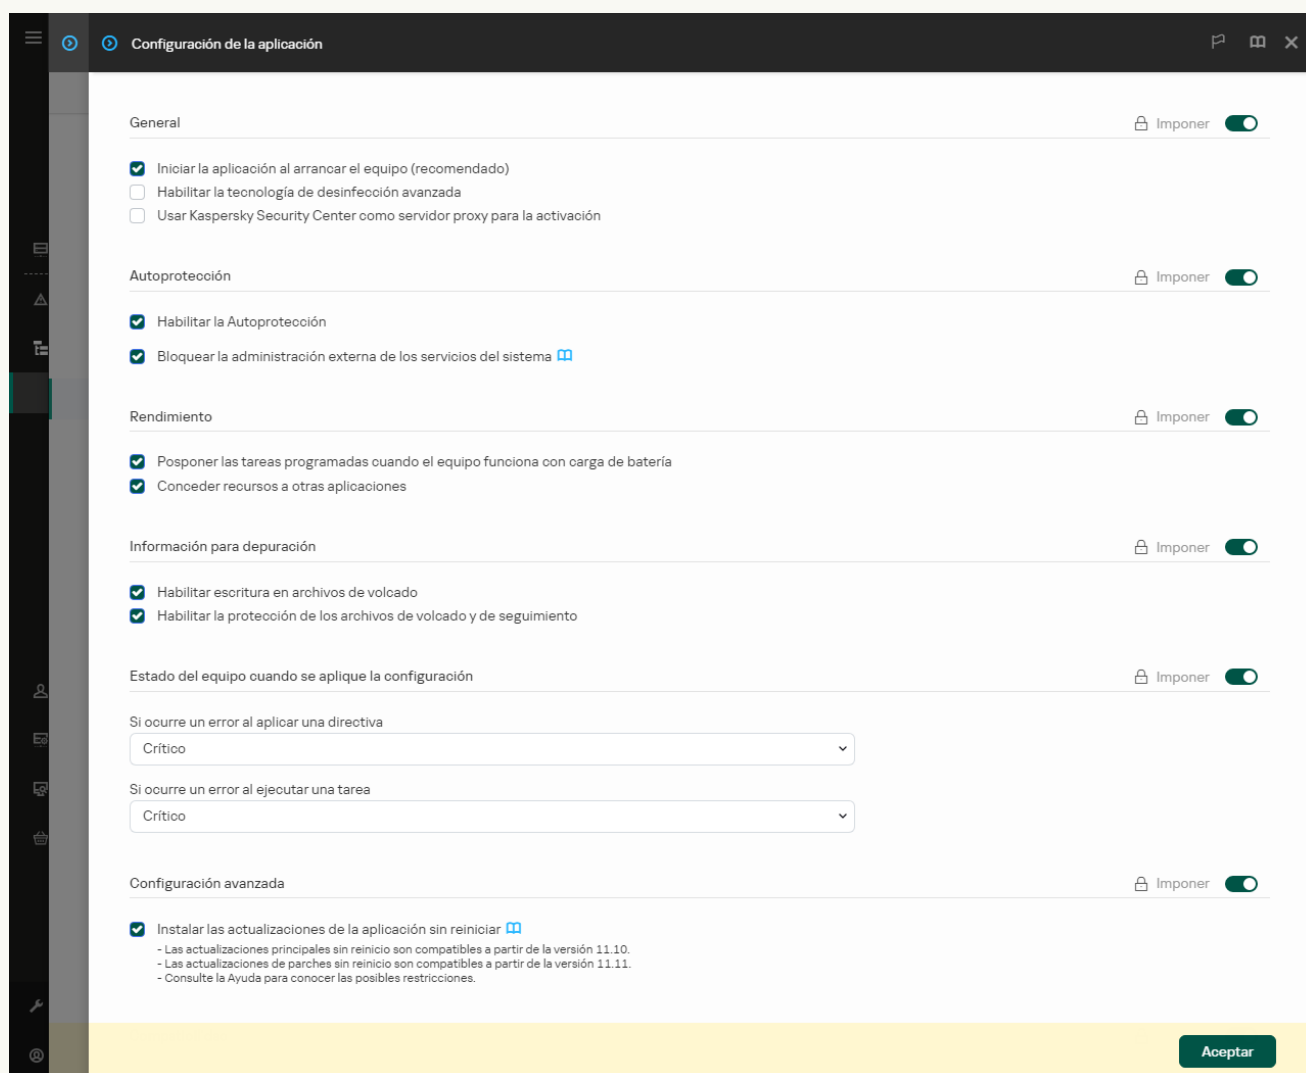 Configuración de la aplicación
General
Imponer
Iniciar la aplicación al arrancar el equipo (recomendado)
Habilitar la tecnología de desinfección avanzada
Usar Kaspersky Security Center como servidor proxy para la activación
Autoprotección
Imponer
Habilitar la Autoprotección
Bloquear la administración externa de los servicios del sistema
Rendimiento
Imponer
Posponer las tareas programadas cuando el equipo funciona con carga de batería
Conceder recursos a otras aplicaciones
Información para depuración
Imponer
Habilitar escritura en archivos de volcado
Habilitar la protección de los archivos de volcado y de seguimiento
Estado del equipo cuando se aplique la configuración
Imponer
Si ocurre un error al aplicar una directiva
Crítico
Si ocurre un error al ejecutar una tarea
Crítico
Configuración avanzada
Imponer
Instalar las actualizaciones de la aplicación sin reiniciar
- Las actualizaciones principales sin reinicio son compatibles a partir de la versión 11.10.
- Las actualizaciones de parches sin reinicio son compatibles a partir de la versión 11.11.
- Consulte la Ayuda para conocer las posibles restricciones.
Aceptar